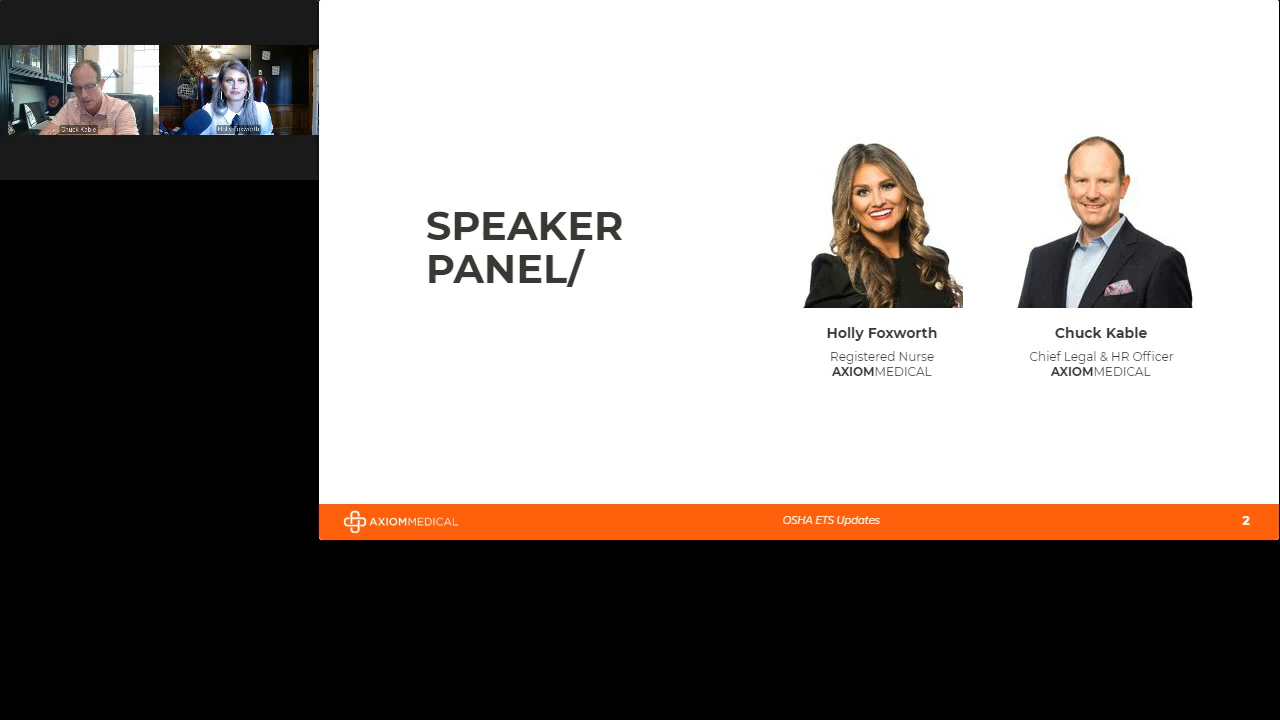 Chuck Kable
Holly Foxworth
SPEAKER
PANEL/
Holly Foxworth
Registered Nurse
AXIOMMEDICAL
Chuck Kable
Chief Legal & HR Officer
AXIOMMEDICAL
AXIOMMEDICAL
OSHA ETS Updates
2